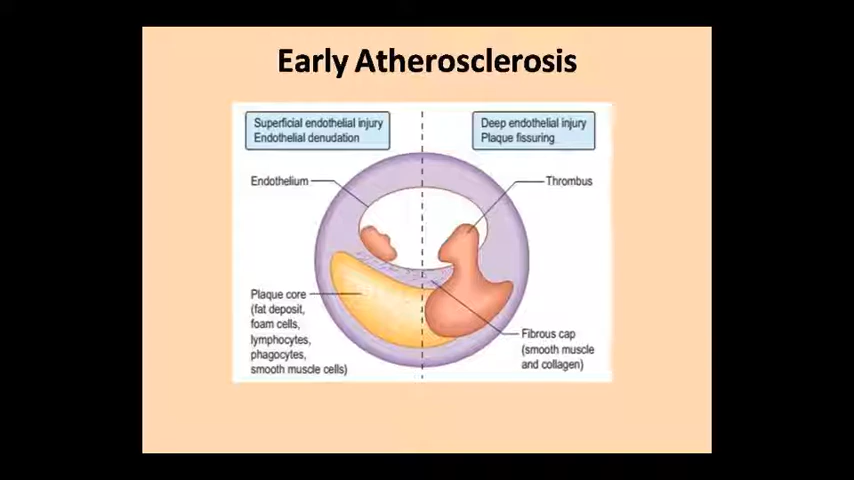 Early Atherosclerosis
Superficial endothelial injury
Endothelial denudation
Deep endothelial injury
Plaque fissuring
Endothelium
Thrombus
Plaque core
(fat deposit,
foam cells,
lymphocytes,
phagocytes,
smooth muscle cells)
Fibrous cap
(smooth muscle
and collagen)